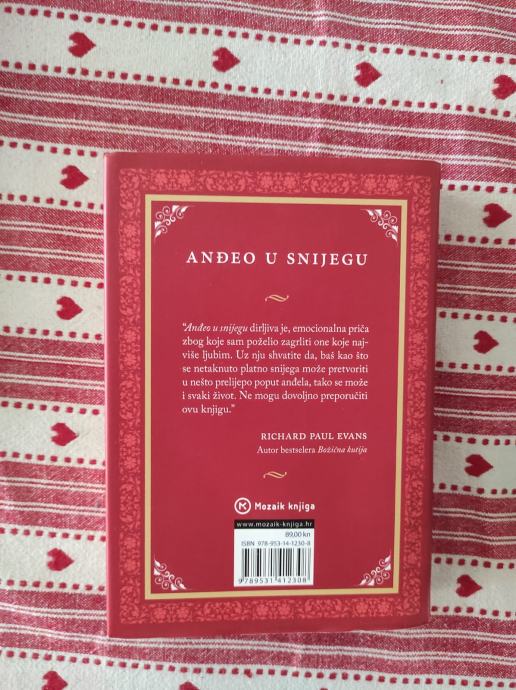 ANĐEO U SNIJEGU
"Anđeo u snijegu dirljiva je, emocionalna priča
zbog koje sam poželio zagrliti one koje naj-
više ljubim. Uz nju shvatite da, baš kao što
se netaknuto platno snijega može pretvoriti
u nešto prelijepo poput anđela, tako se može
i svaki život. Ne mogu dovoljno preporučiti
ovu knjigu."
RICHARD PAUL EVANS
Autor bestselera Božićna kutija
Mozaik knjiga
www.mozaik-knjiga.hr
89,00 kn
ISBN 978-953-14-1230-8
9789531412308